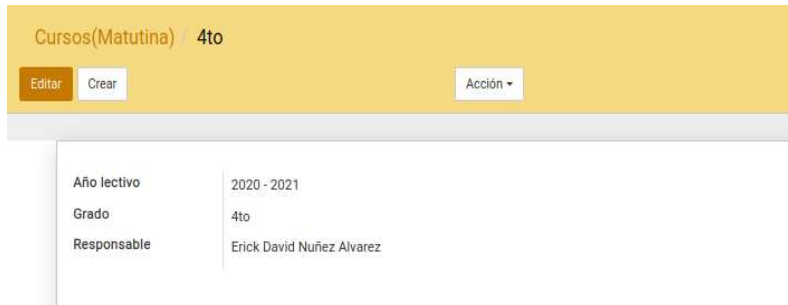 Cursos(Matutina) / 4to
Editar Crear Acción
Año lectivo 2020 - 2021
Grado 4to
Responsable Erick David Nuñez Alvarez